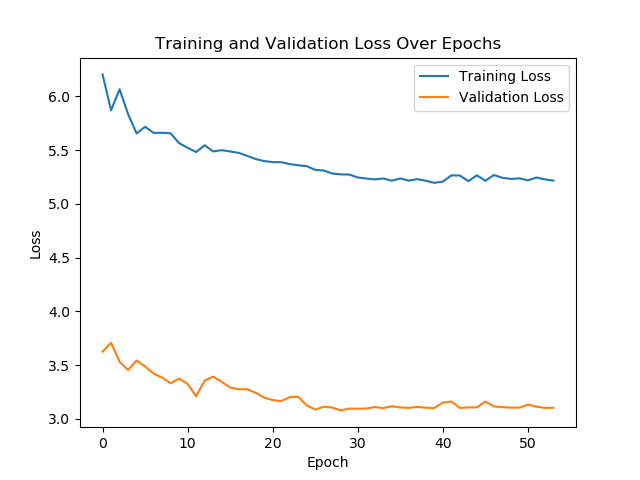 Training and Validation Loss Over Epochs
Training Loss
Validation Loss
6.0
5.5
5.0
4.5
4.0
3.5
3.0
Loss
0 10 20 30 40 50
Epoch